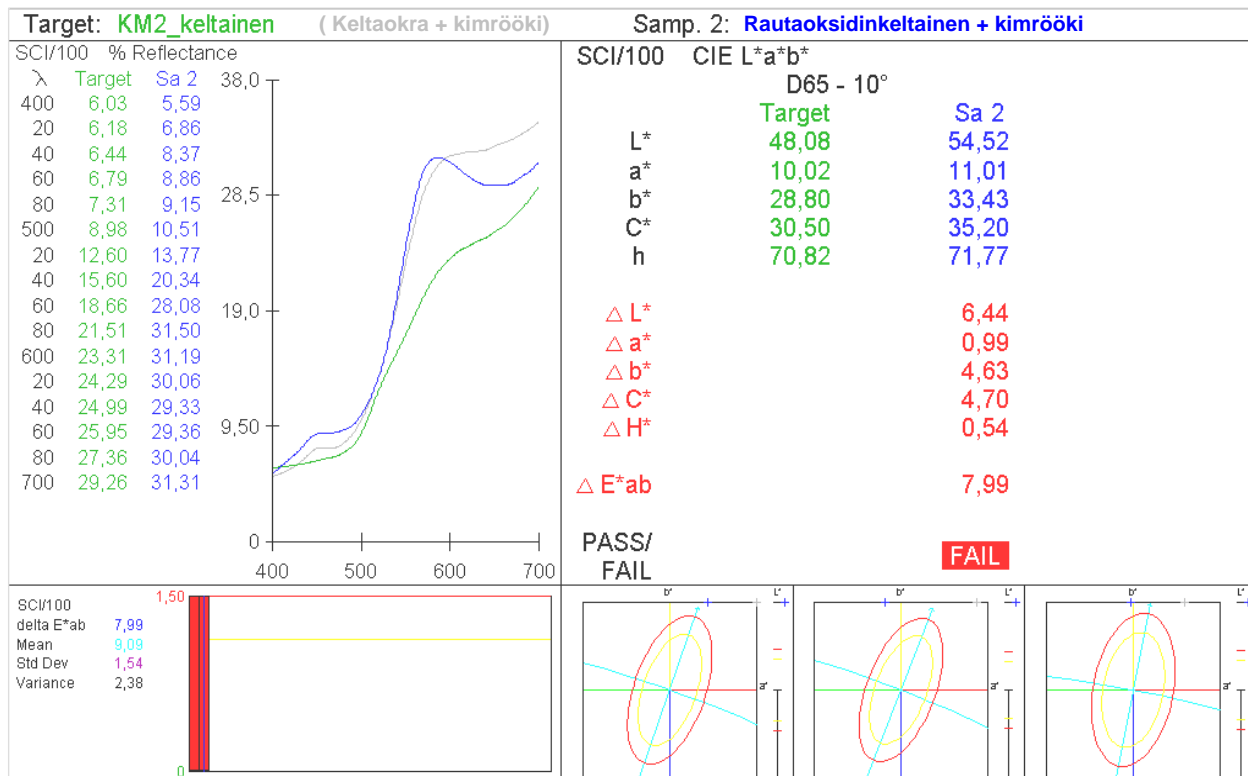 Target: KM2_keltainen ( Keltaokra + kimrööki) Samp. 2: Rautaoksidinkeltainen + kimrööki
SCI/100 % Reflectance
λ Target Sa 2
400 6,03 5,59
20 6,18 6,86
40 6,44 8,37
60 6,79 8,86
80 7,31 9,15
500 8,98 10,51
20 12,60 13,77
40 15,60 20,34
60 18,66 28,08
80 21,51 31,50
600 23,31 31,19
20 24,29 30,06
40 24,99 29,33
60 25,95 29,36
80 27,36 30,04
700 29,26 31,31
38,0
28,5
19,0
9,50
0
400 500 600 700
SCI/100 CIE L*a*b*
D65 - 10°
Target Sa 2
L* 48,08 54,52
a* 10,02 11,01
b* 28,80 33,43
C* 30,50 35,20
h 70,82 71,77
△ L* 6,44
△ a* 0,99
△ b* 4,63
△ C* 4,70
△ H* 0,54
△ E*ab 7,99
PASS/
FAIL FAIL
SCI/100
delta E*ab 7,99
Mean 9,09
Std Dev 1,54
Variance 2,38
1,50
0
b* L* b* L* b* L*
a* a* a*